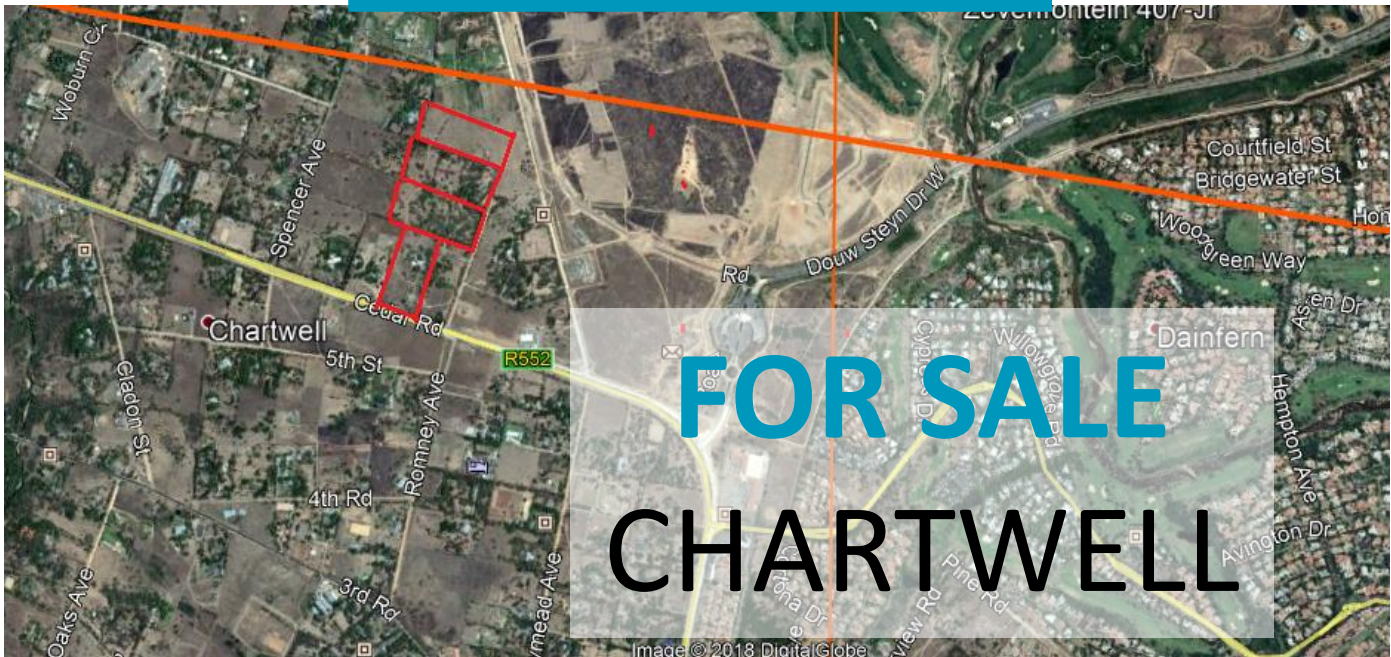 Zevenfontein 407-Jr
Woburn Cr
Spencer Ave
Courtfield St
Bridgewater St
Woodgreen Way
Douw Steyn Dr W
Rd
Cedar Rd
Chartwell
5th St
R552
Dainfern
Willowgrove Rd
Hempton Ave
Cladon St
Romney Ave
4th Rd
3rd Rd
Oaks Ave
Pine Rd
Avington Dr
FOR SALE
CHARTWELL
Image © 2018 DigitalGlobe